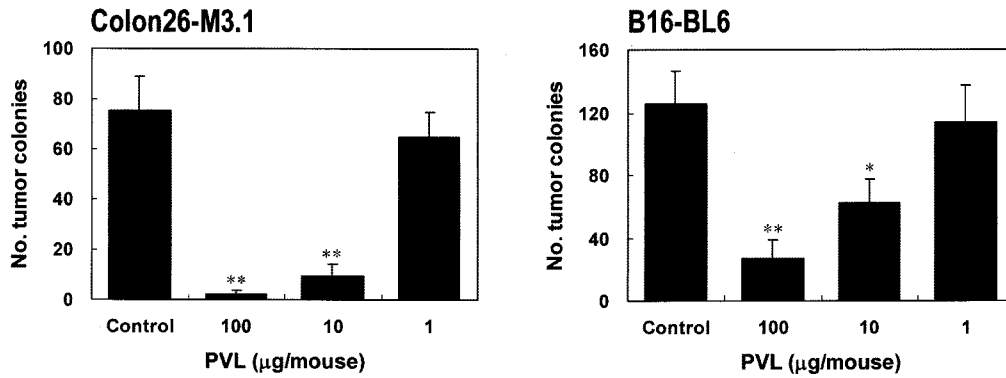 Colon26-M3.1
No. tumor colonies
100
80
60
40
20
0
**
**
Control 100 10 1
PVL (µg/mouse)
B16-BL6
No. tumor colonies
160
120
80
40
0
**
*
Control 100 10 1
PVL (µg/mouse)